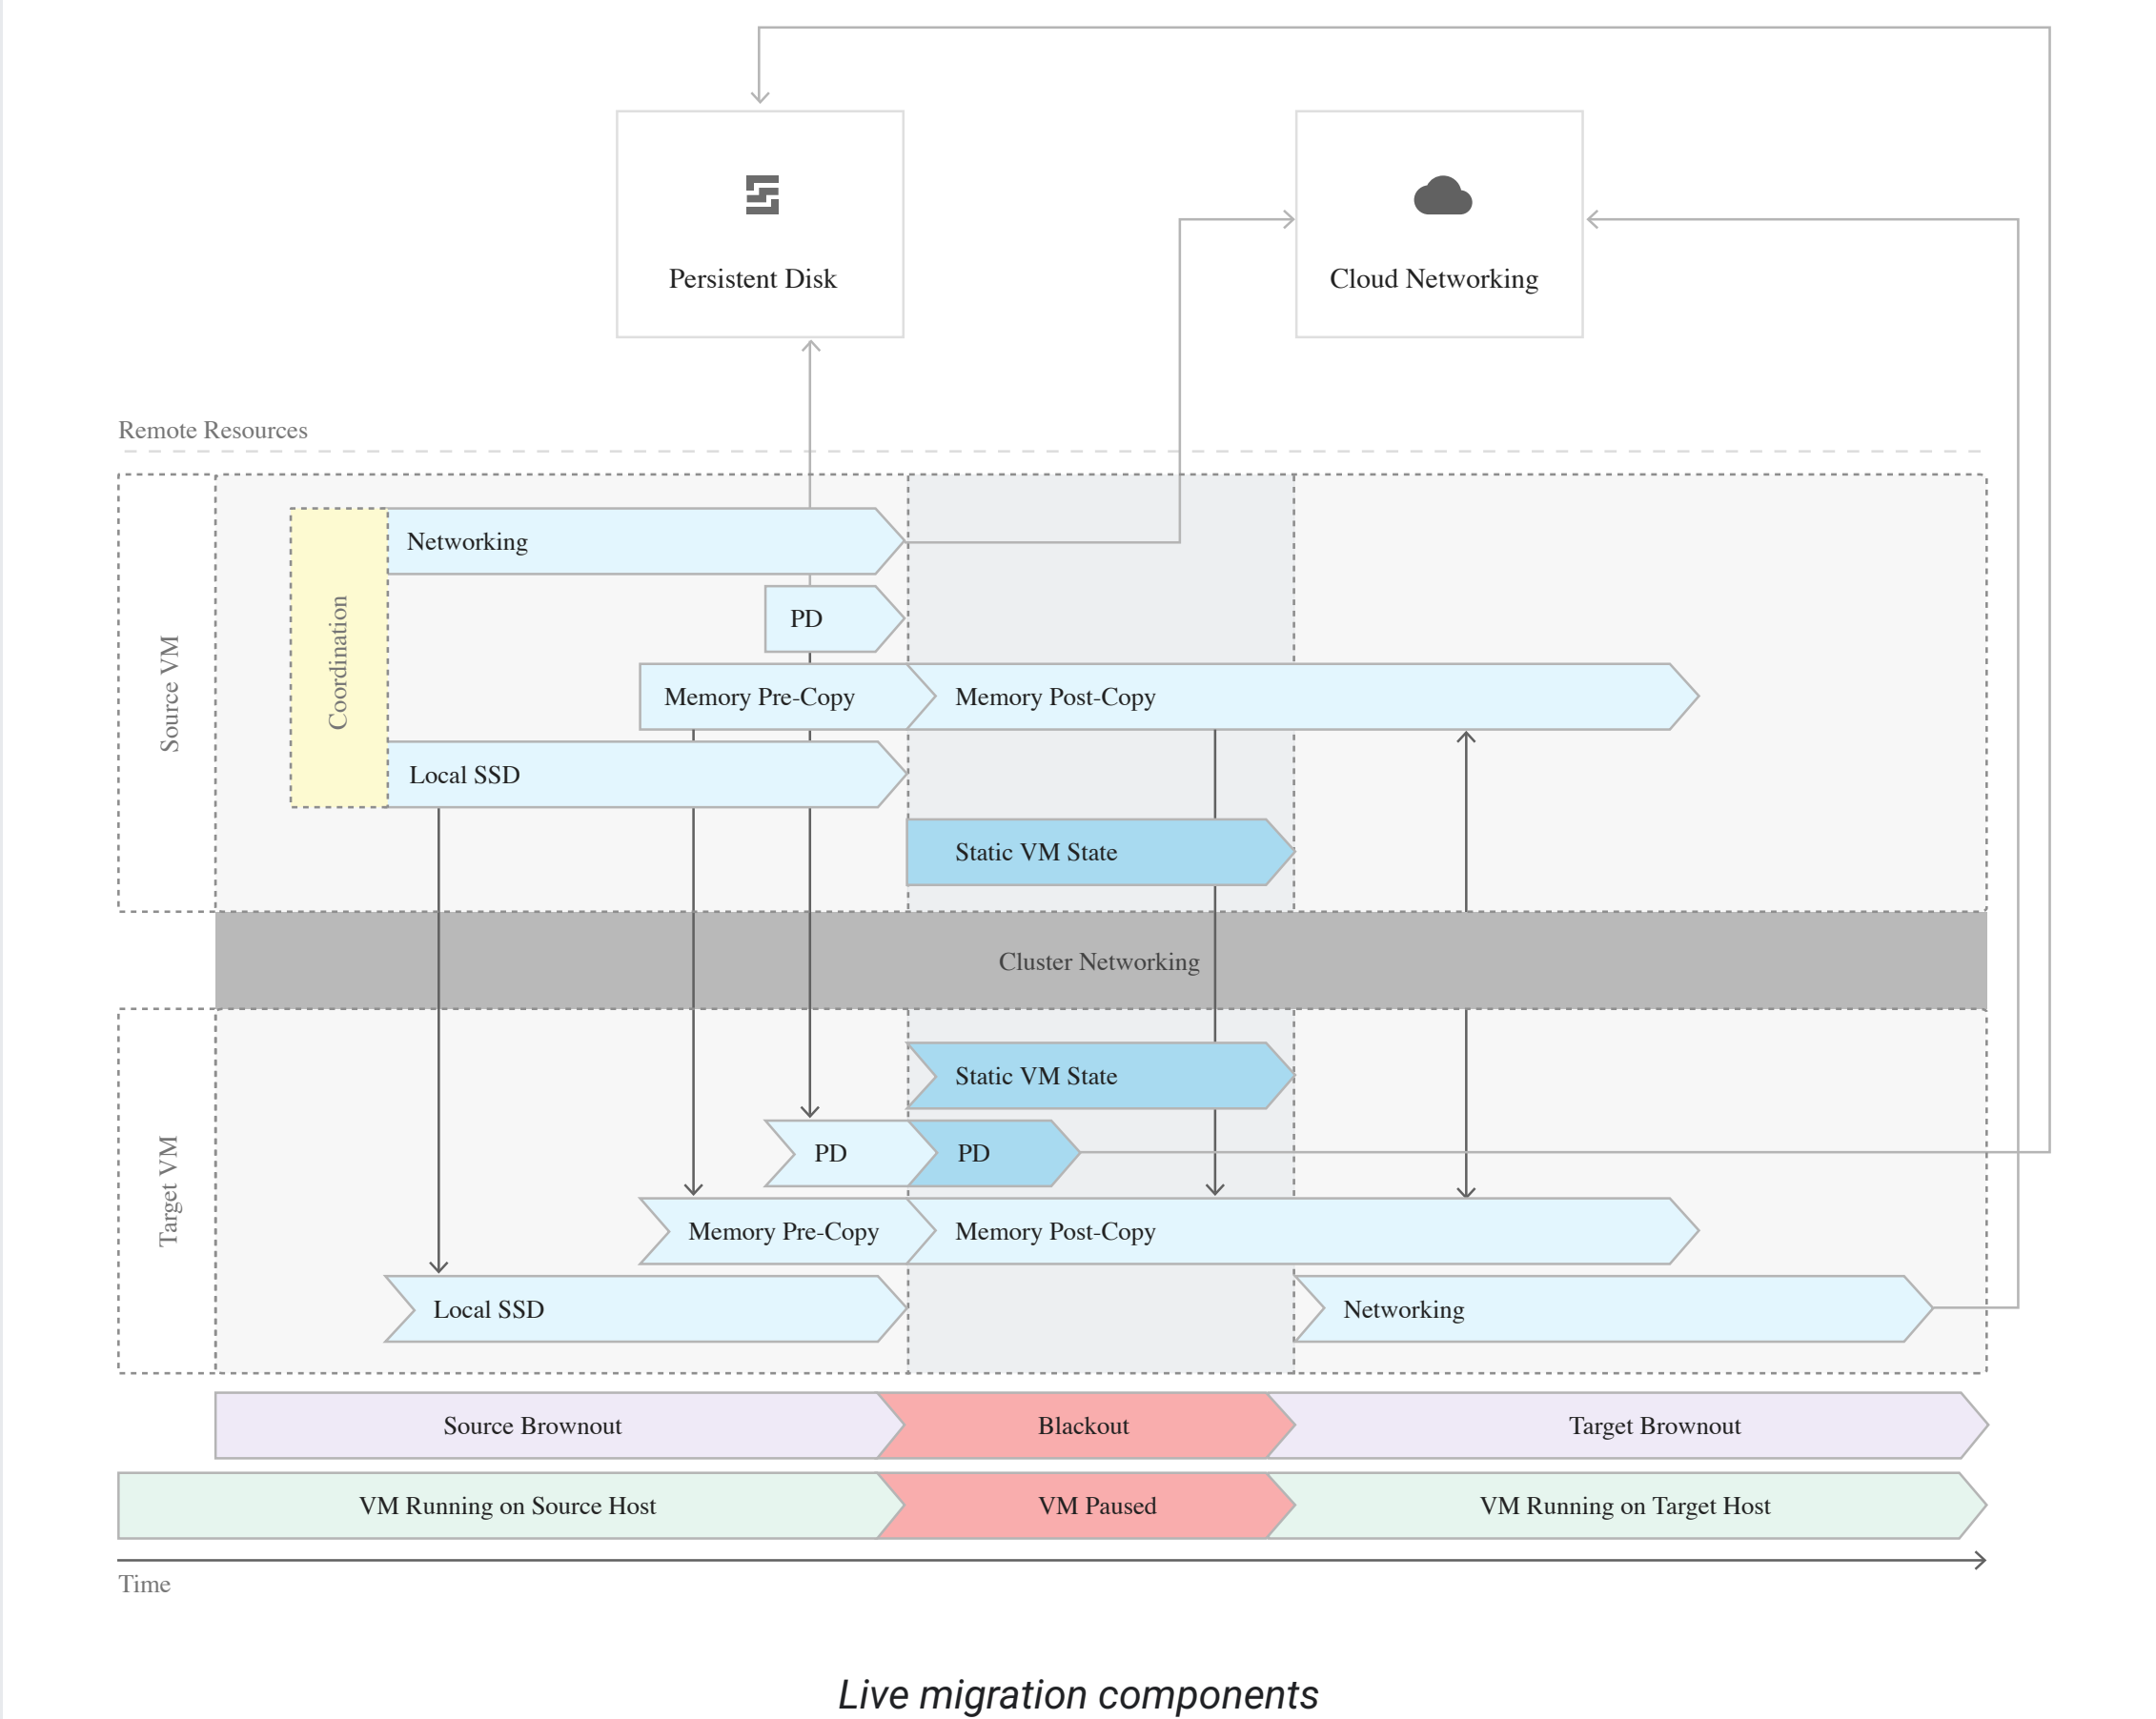 Persistent Disk
Cloud Networking
Remote Resources
Source VM
Coordination
Networking
PD
Memory Pre-Copy
Memory Post-Copy
Local SSD
Static VM State
Cluster Networking
Target VM
Static VM State
PD
PD
Memory Pre-Copy
Memory Post-Copy
Local SSD
Networking
Source Brownout
Blackout
Target Brownout
VM Running on Source Host
VM Paused
VM Running on Target Host
Time
Live migration components